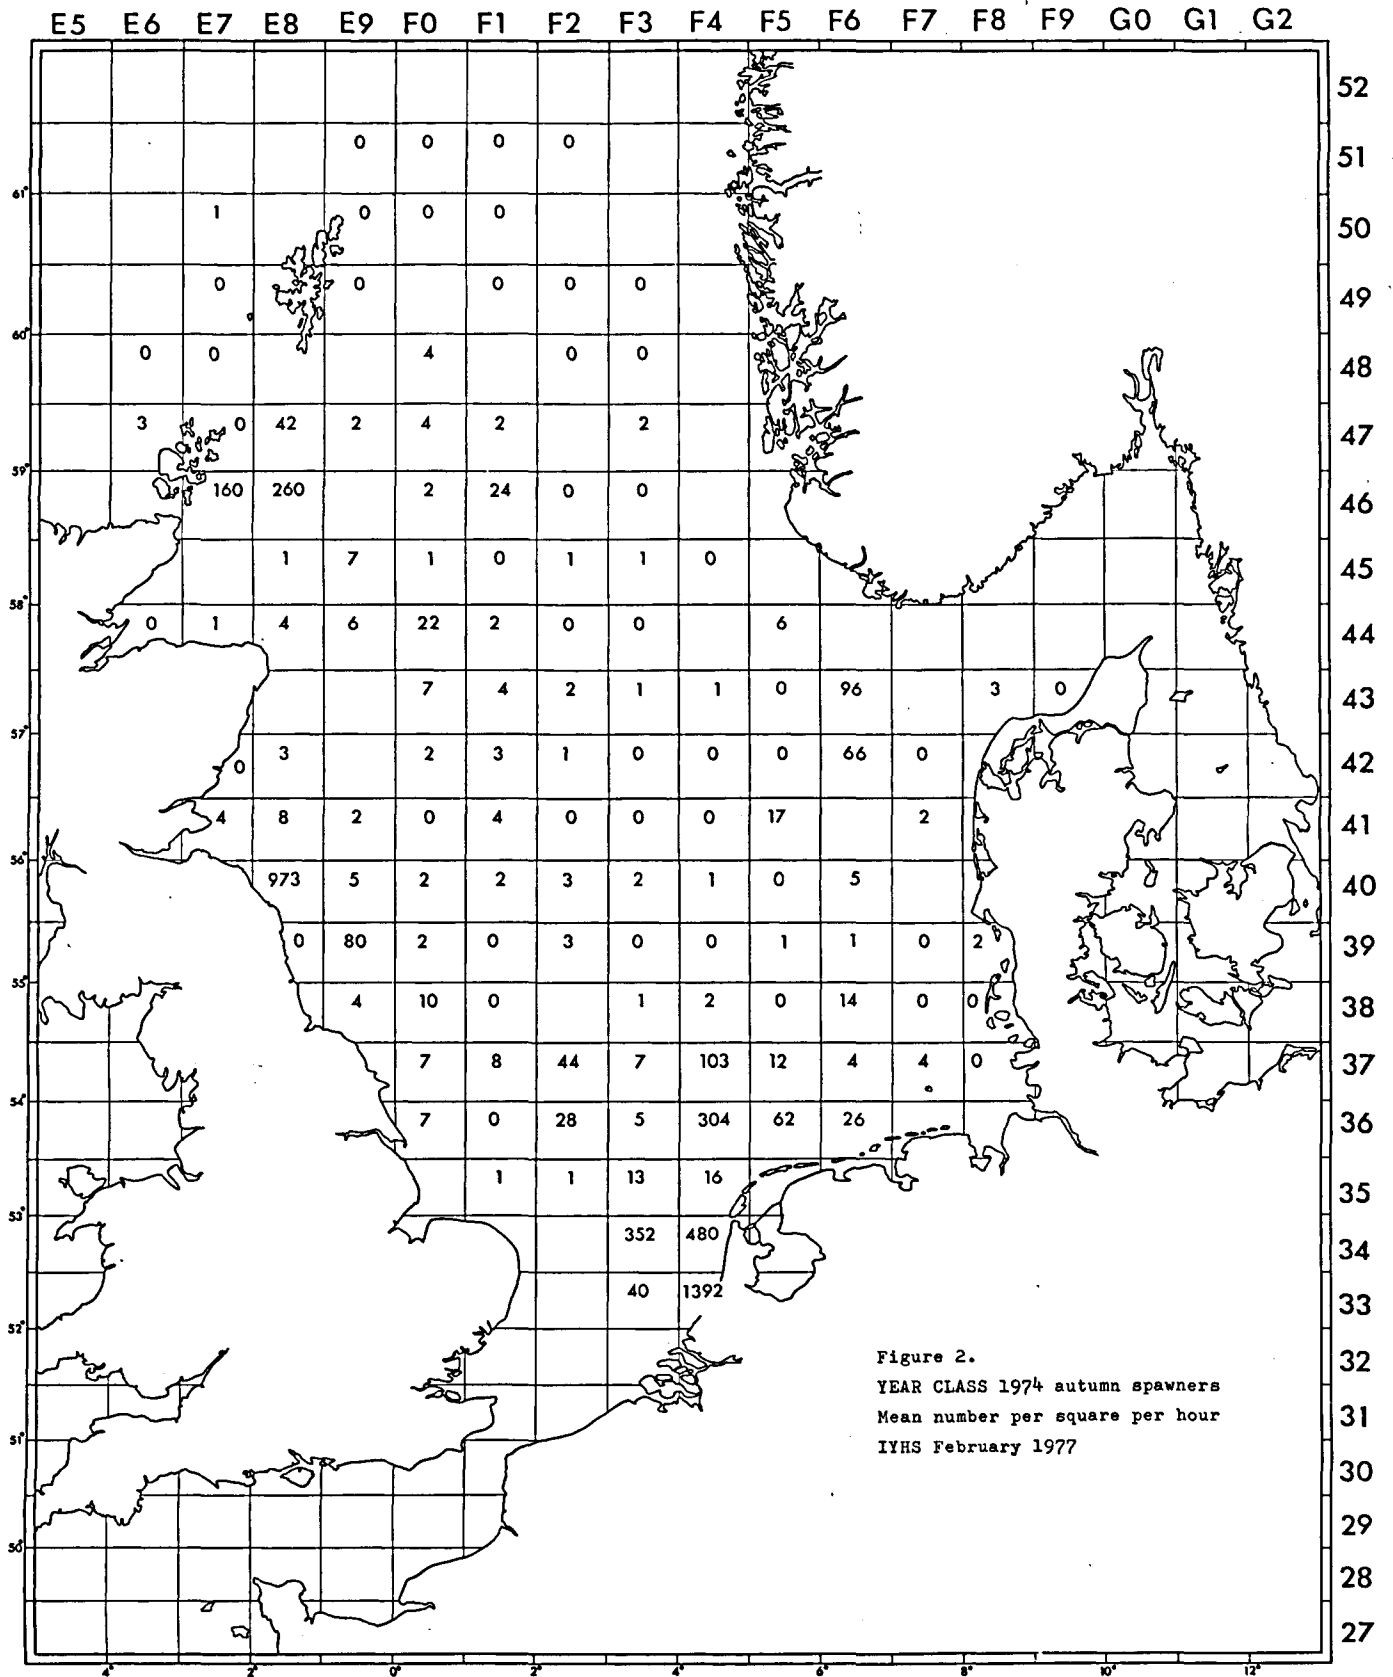 E5 E6 E7 E8 E9 F0 F1 F2 F3 F4 F5 F6 F7 F8 F9 G0 G1 G2
52
0 0 0 0 51
61°
1 0 0 0 50
0 0 0 0 0 49
60°
0 0 4 0 0 48
3 0 42 2 4 2 2 47
59°
160 260 2 24 0 0 46
1 7 1 0 1 1 0 45
58°
0 1 4 6 22 2 0 0 6 44
7 4 2 1 1 0 96 3 0 43
57°
0 3 2 3 1 0 0 0 66 0 42
4 8 2 0 4 0 0 0 17 2 41
56°
973 5 2 2 3 2 1 0 5 40
0 80 2 0 3 0 0 1 1 0 2 39
55°
4 10 0 1 2 0 14 0 0 38
7 8 44 7 103 12 4 4 0 37
54°
7 0 28 5 304 62 26 36
1 1 13 16 35
53°
352 480 34
40 1392 33
52°
32
Figure 2.
YEAR CLASS 1974 autumn spawners
Mean number per square per hour
IYHS February 1977
31
51°
30
29
50°
28
27
4° 2° 0° 2° 4° 6° 8° 10° 12°